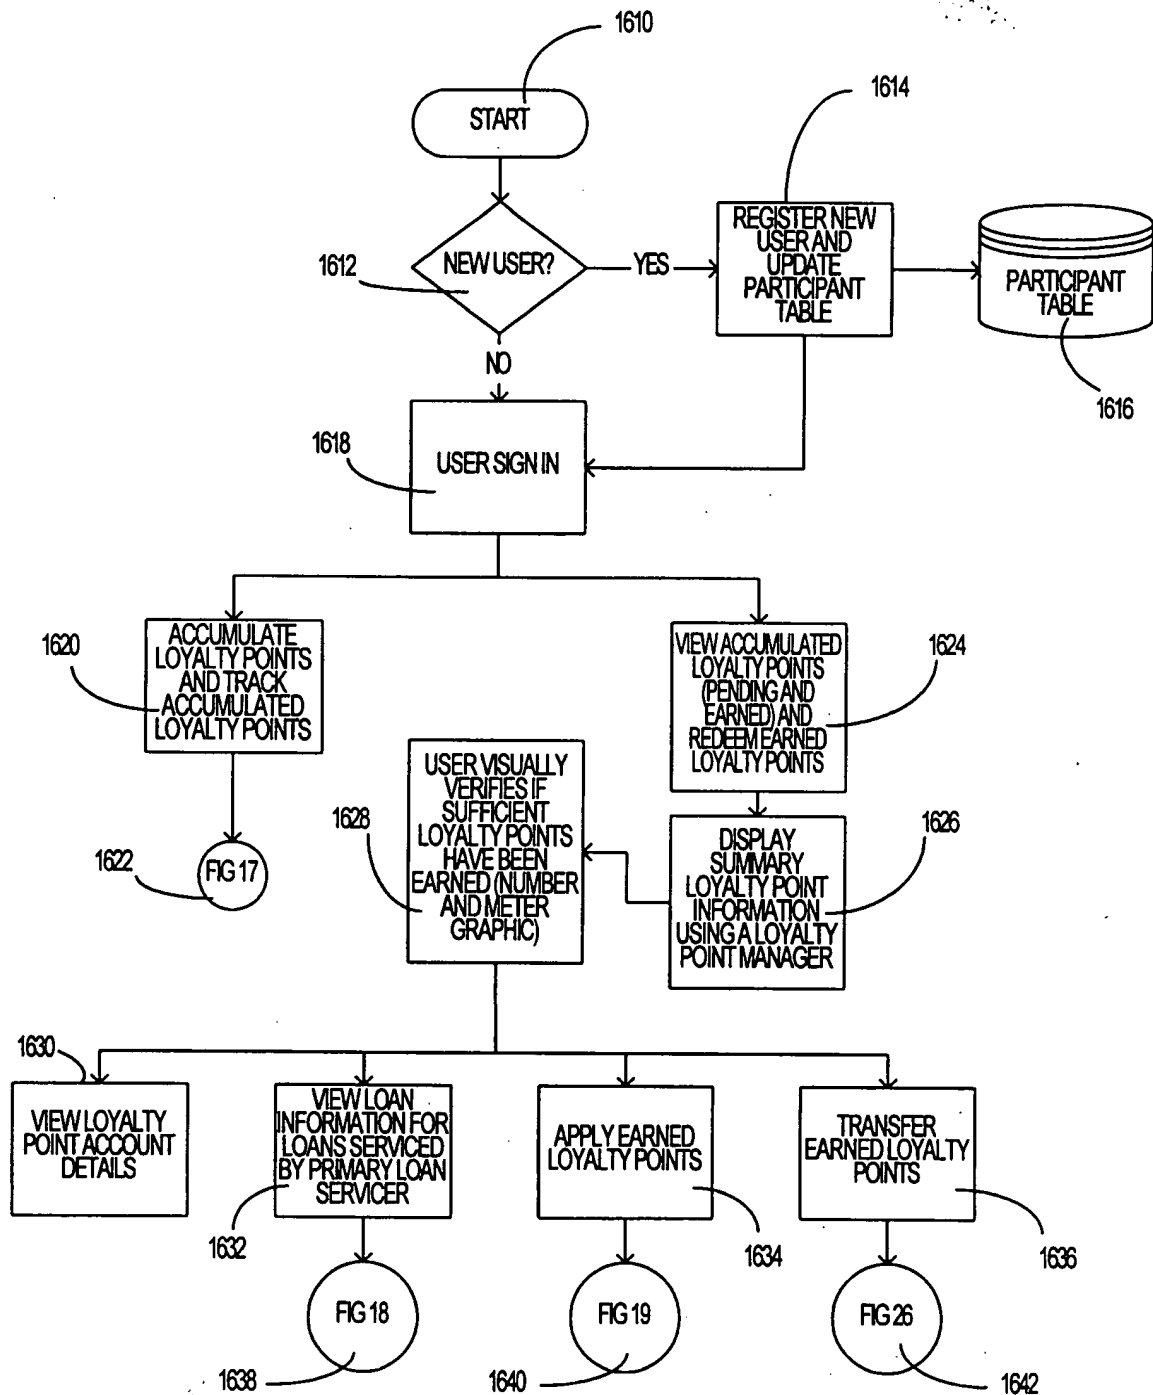 1610
START
1614
REGISTER NEW
USER AND
UPDATE
PARTICIPANT
TABLE
1612
NEW USER?
YES
PARTICIPANT
TABLE
NO
1616
1618
USER SIGN IN
1620
ACCUMULATE
LOYALTY POINTS
AND TRACK
ACCUMULATED
LOYALTY POINTS
VIEW ACCUMULATED
LOYALTY POINTS
(PENDING AND
EARNED) AND
REDEEM EARNED
LOYALTY POINTS
1624
USER VISUALLY
VERIFIES IF
SUFFICIENT
LOYALTY POINTS
HAVE BEEN
EARNED (NUMBER
AND METER
GRAPHIC)
1628
1622
FIG 17
DISPLAY
SUMMARY
LOYALTY POINT
INFORMATION
USING A LOYALTY
POINT MANAGER
1626
1630
VIEW LOYALTY
POINT ACCOUNT
DETAILS
VIEW LOAN
INFORMATION FOR
LOANS SERVICED
BY PRIMARY LOAN
SERVICER
APPLY EARNED
LOYALTY POINTS
TRANSFER
EARNED LOYALTY
POINTS
1632
1634
1636
FIG 18
FIG 19
FIG 26
1638
1640
1642